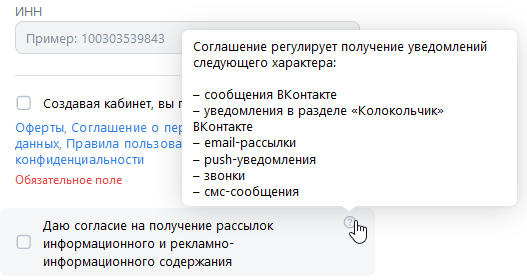 ИНН
Пример: 100303539843
Соглашение регулирует получение уведомлений
следующего характера:
– сообщения ВКонтакте
– уведомления в разделе «Колокольчик»
ВКонтакте
– email-рассылки
– push-уведомления
– звонки
– смс-сообщения
Создавая кабинет, вы
Оферты, Соглашение о
данных, Правила
конфиденциальности
Обязательное поле
Даю согласие на получение рассылок
информационного и рекламно-
информационного содержания
?